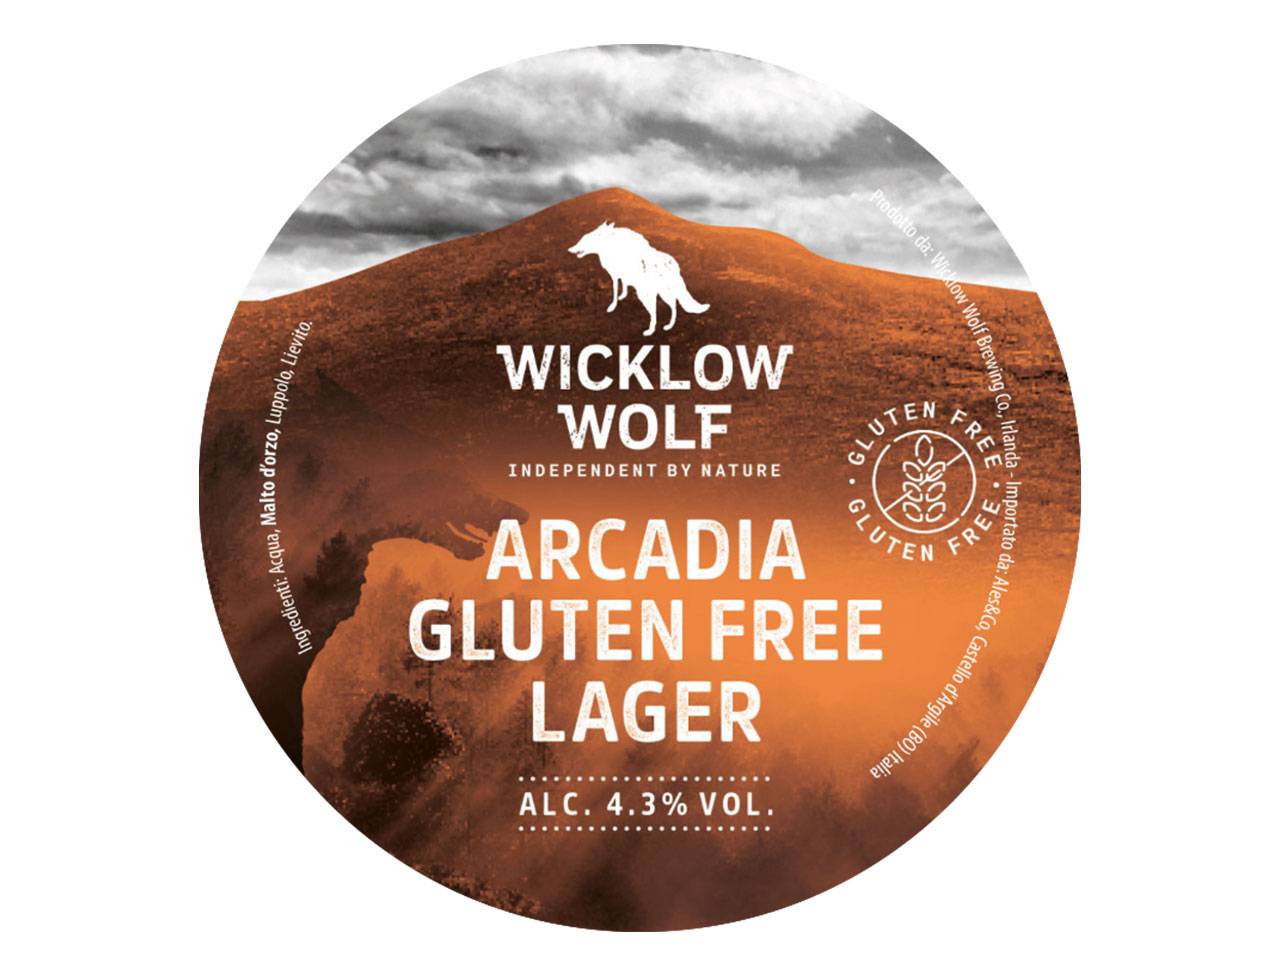 WICKLOW
WOLF
INDEPENDENT BY NATURE
ARCADIA
GLUTEN FREE
LAGER
ALC. 4.3% VOL.
Ingredienti: Acqua, Malto d'orzo, Luppolo, Lievito.
GLUTEN FREE
GLUTEN FREE
Prodotto da: Wicklow Wolf Brewing Co., Irlanda - Importato da: Ales&Co, Castello d'Argile (BO) Italia